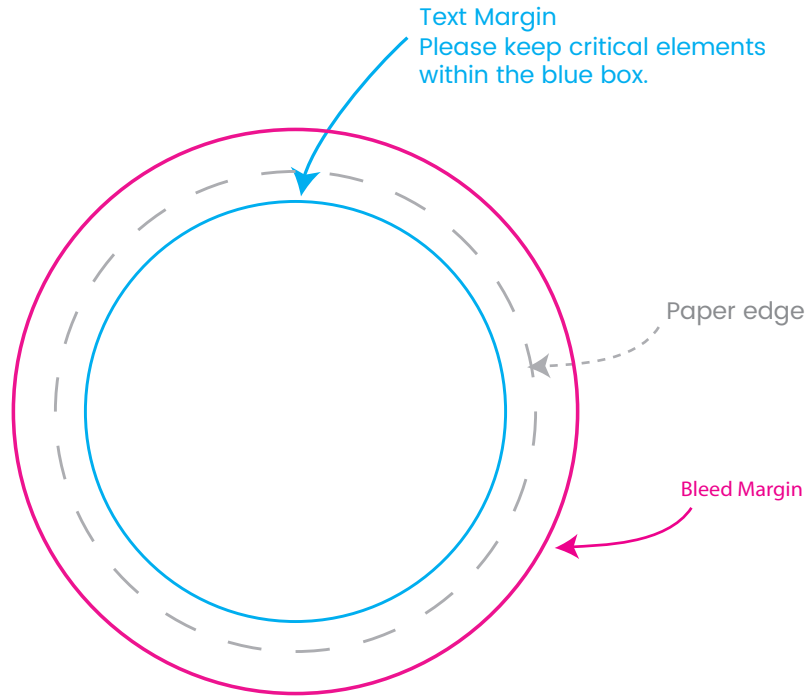 Text Margin
Please keep critical elements
within the blue box.
Paper edge
Bleed Margin